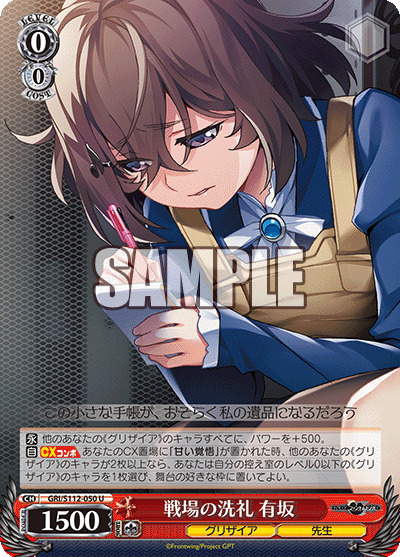 LEVEL
0
0
COST
SAMPLE
この小さな手帳が、おそらく私の遺品になるだろう
永 他のあなたの《グリザイア》のキャラすべてに、パワーを＋500。
自 CXコンボ あなたのCX置場に「甘い覚悟」が置かれた時、他のあなたの《グリザイア》のキャラが2枚以上なら、あなたは自分の控え室のレベル0以下の《グリザイア》のキャラを1枚選び、舞台の好きな枠に置いてよい。
CH
GRI/S112-050 U
POWER
1500
戦場の洗礼 有坂
グリザイア
先生
©Frontwing/Project GPT